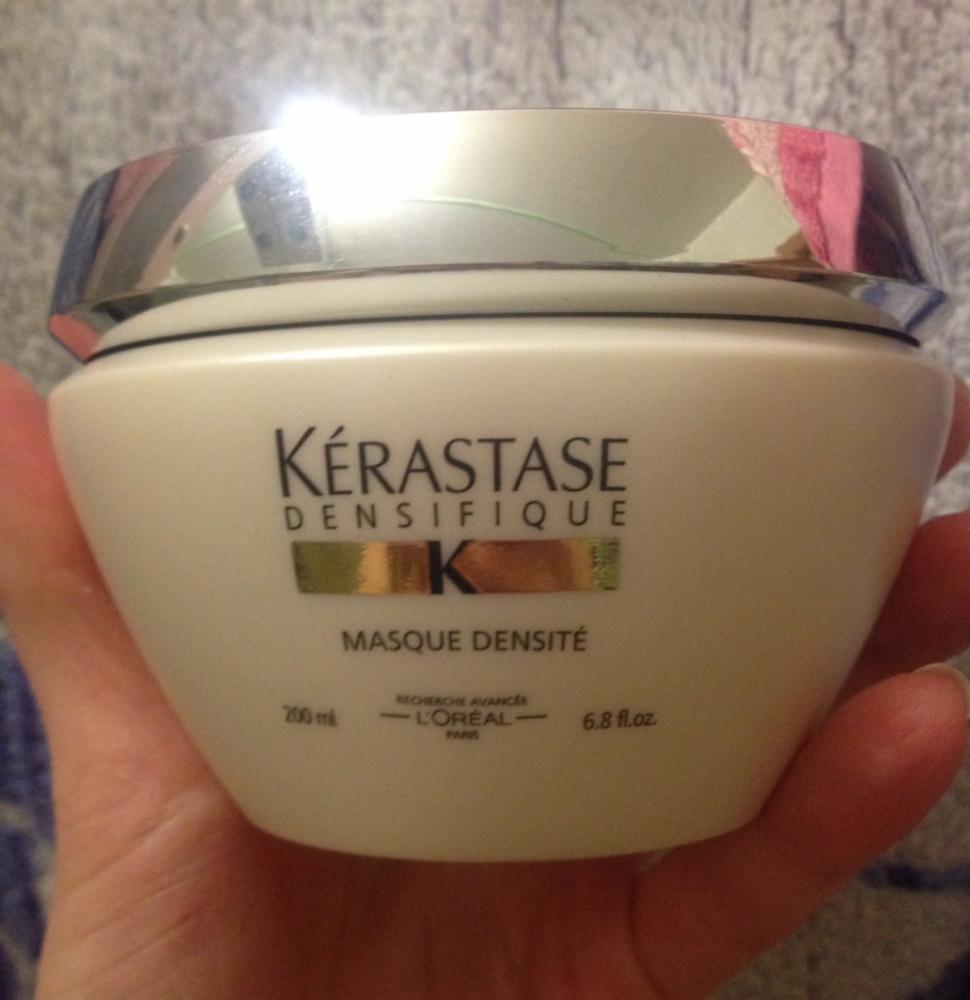 KÉRASTASE
DENSIFIQUE
K
MASQUE DENSITÉ
200 ml
RECHERCHE AVANCÉE
L'ORÉAL
PARIS
6.8 fl.oz.